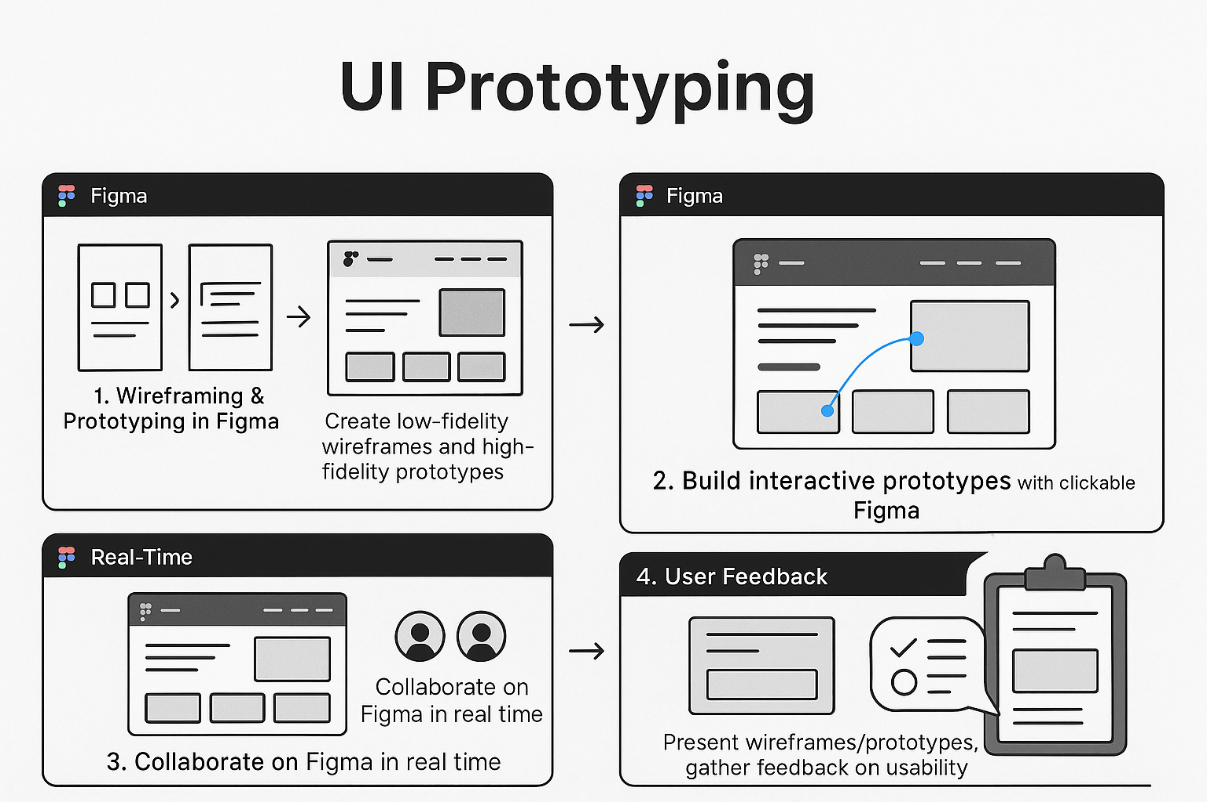 UI Prototyping
Figma
1. Wireframing &
Prototyping in Figma
Create low-fidelity
wireframes and high-
fidelity prototypes
Figma
2. Build interactive prototypes with clickable
Figma
Real-Time
Collaborate on
Figma in real time
3. Collaborate on Figma in real time
4. User Feedback
Present wireframes/prototypes,
gather feedback on usability